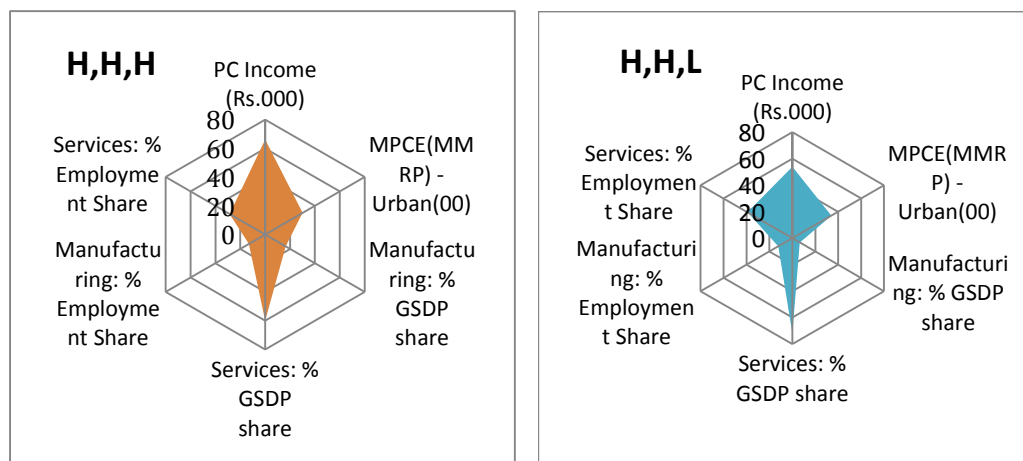 H,H,H
PC Income
(Rs.000)
80
60
40
20
0
MPCE(MM
RP) -
Urban(00)
Manufactu
ring: %
GSDP
share
Services: %
GSDP
share
Manufactu
ring: %
Employme
nt Share
Services: %
Employme
nt Share
H,H,L
PC Income
(Rs.000)
80
60
40
20
0
MPCE(MMR
P) -
Urban(00)
Manufacturi
ng: % GSDP
share
Services: %
GSDP share
Manufacturi
ng: %
Employmen
t Share
Services: %
Employmen
t Share